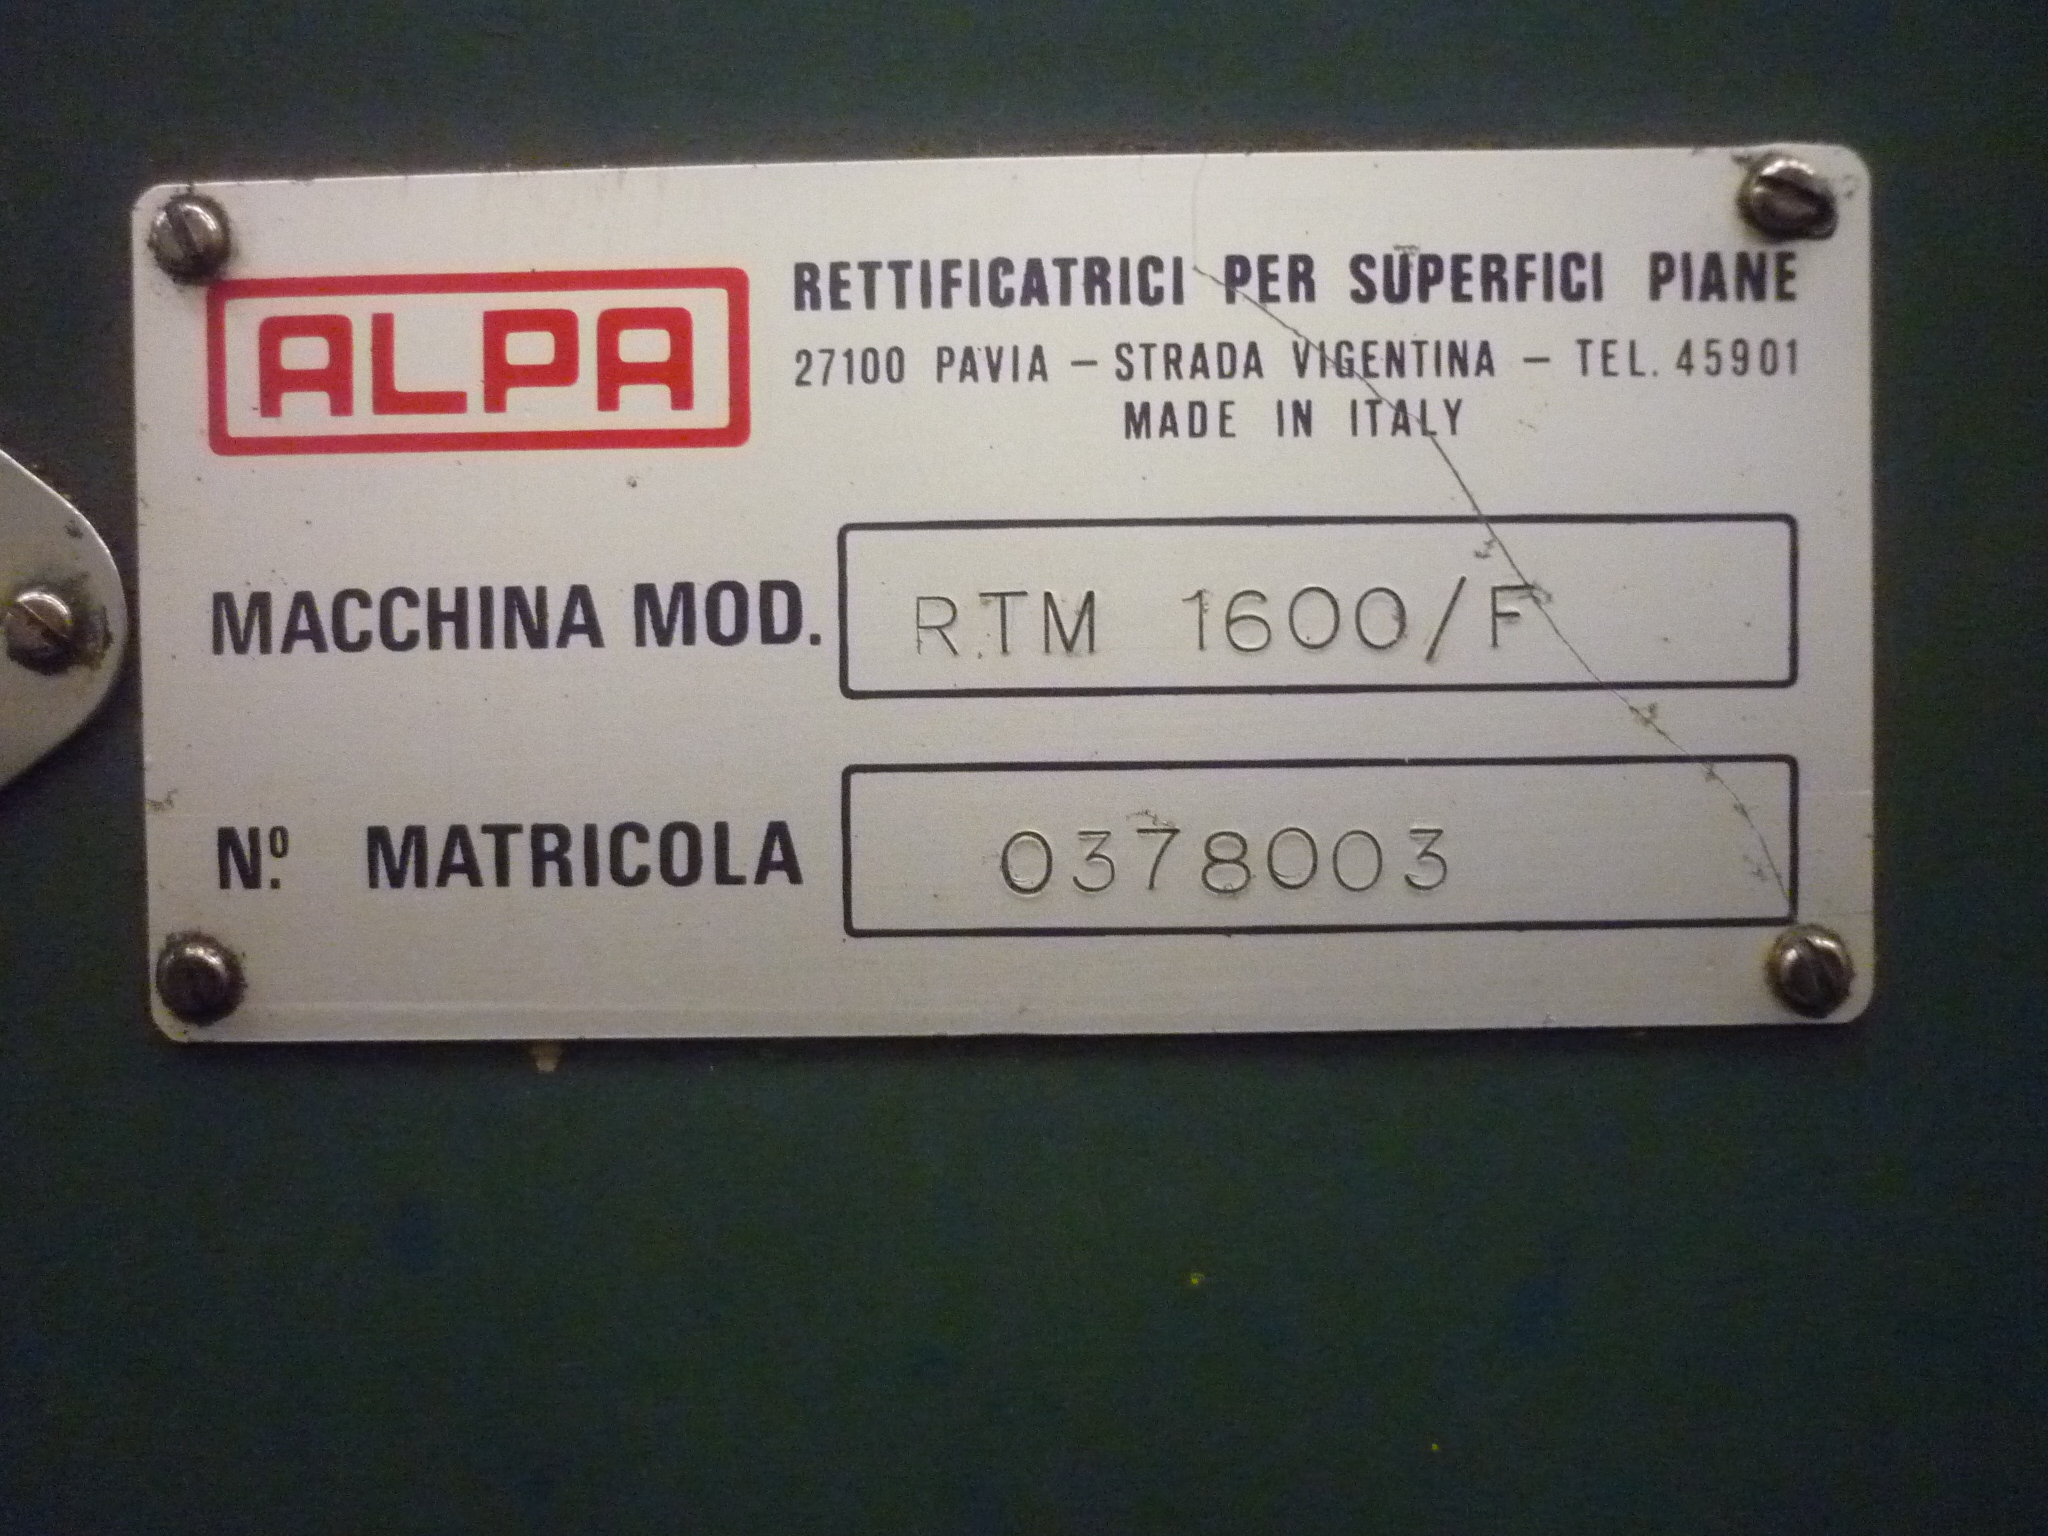 ALPA
RETTIFICATRICI PER SUPERFICI PIANE
27100 PAVIA – STRADA VIGENTINA – TEL. 45901
MADE IN ITALY
MACCHINA MOD. RTM 1600/F
Nº. MATRICOLA 0378003